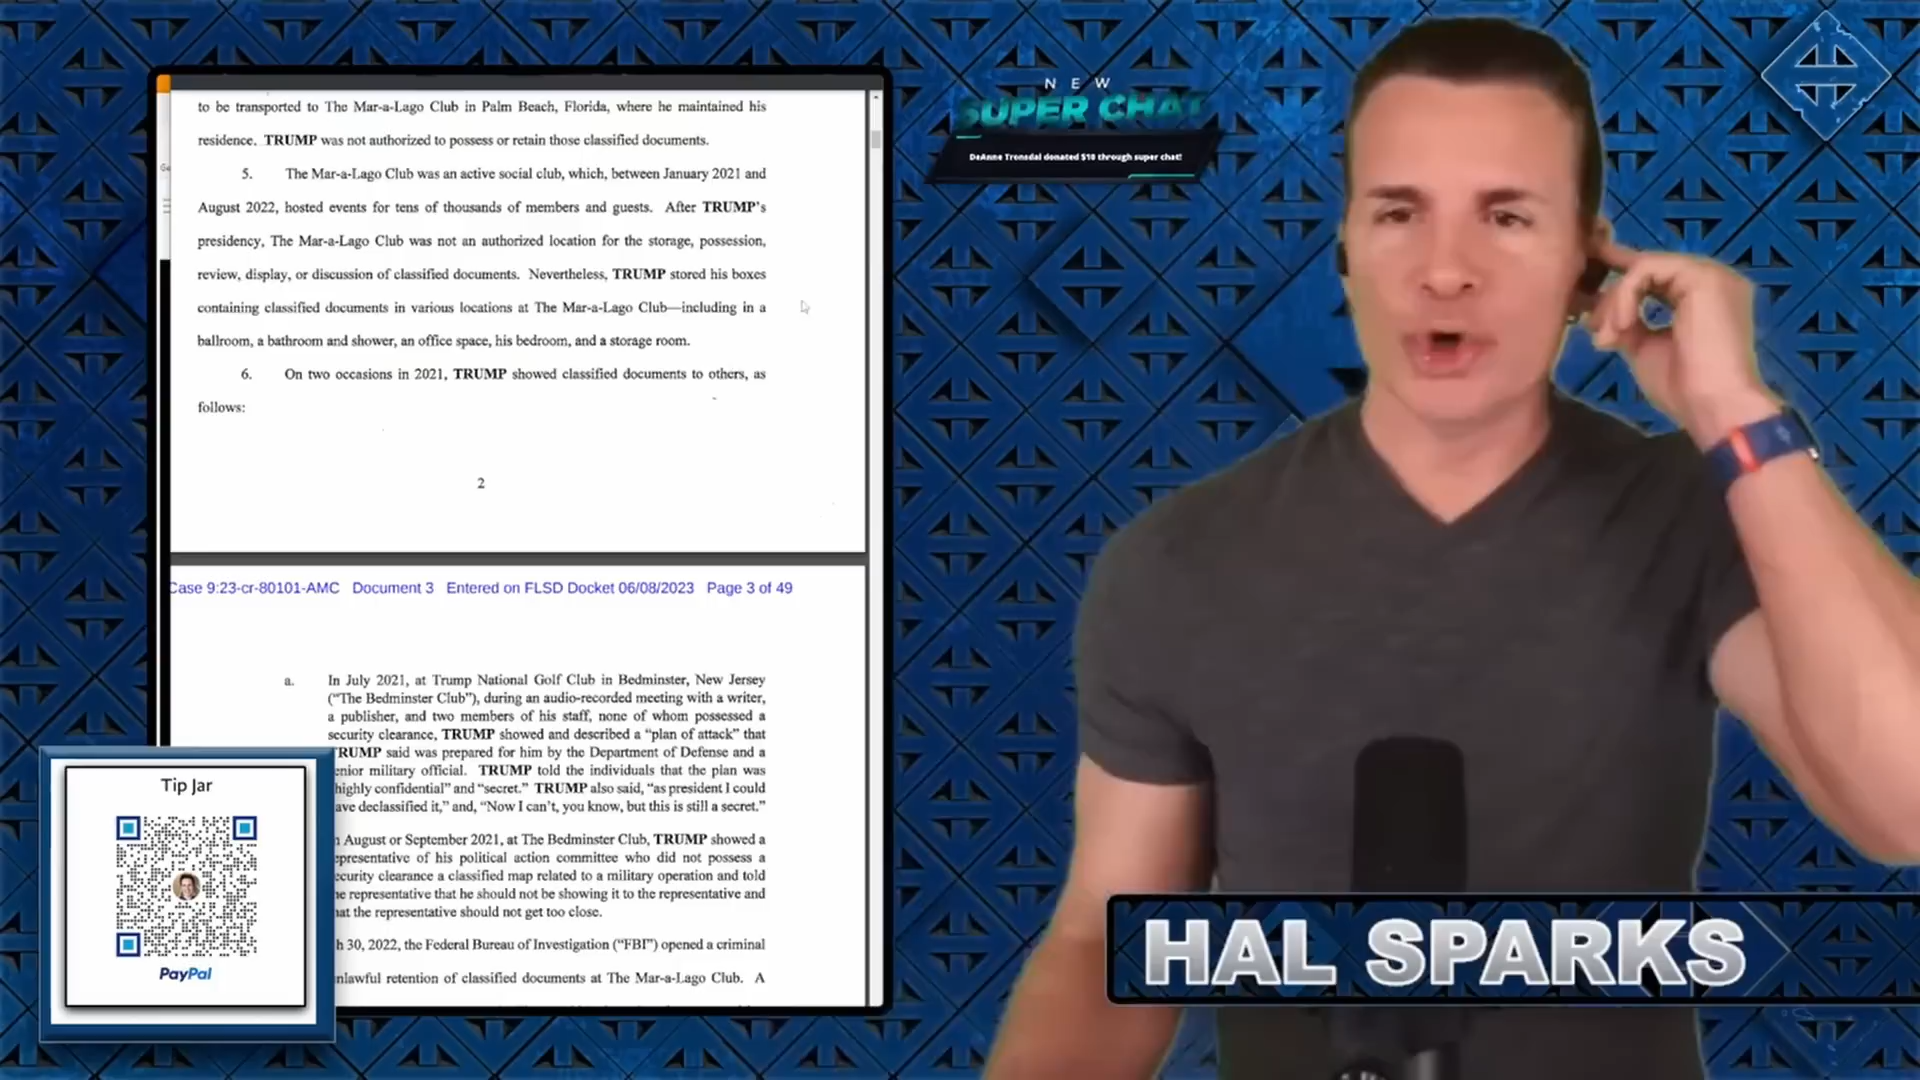 to be transported to The Mar-a-Lago Club in Palm Beach, Florida, where he maintained his
residence. TRUMP was not authorized to possess or retain those classified documents.
5. The Mar-a-Lago Club was an active social club, which, between January 2021 and
August 2022, hosted events for tens of thousands of members and guests. After TRUMP's
presidency, The Mar-a-Lago Club was not an authorized location for the storage, possession,
review, display, or discussion of classified documents. Nevertheless, TRUMP stored his boxes
containing classified documents in various locations at The Mar-a-Lago Club—including in a
ballroom, a bathroom and shower, an office space, his bedroom, and a storage room.
6. On two occasions in 2021, TRUMP showed classified documents to others, as
follows:
2
Case 9:23-cr-80101-AMC Document 3 Entered on FLSD Docket 06/08/2023 Page 3 of 49
a. In July 2021, at Trump National Golf Club in Bedminster, New Jersey
("The Bedminster Club"), during an audio-recorded meeting with a writer,
a publisher, and two members of his staff, none of whom possessed a
security clearance, TRUMP showed and described a "plan of attack" that
TRUMP said was prepared for him by the Department of Defense and a
enior military official. TRUMP told the individuals that the plan was
highly confidential" and "secret." TRUMP also said, "as president I could
ave declassified it," and, "Now I can't, you know, but this is still a secret."
n August or September 2021, at The Bedminster Club, TRUMP showed a
epresentative of his political action committee who did not possess a
ecurity clearance a classified map related to a military operation and told
he representative that he should not be showing it to the representative and
hat the representative should not get too close.
h 30, 2022, the Federal Bureau of Investigation ("FBI") opened a criminal
nlawful retention of classified documents at The Mar-a-Lago Club. A
Tip Jar
PayPal
NEW
SUPER CHAT
DeAnne Tronsdal donated $10 through super chat!
HAL SPARKS